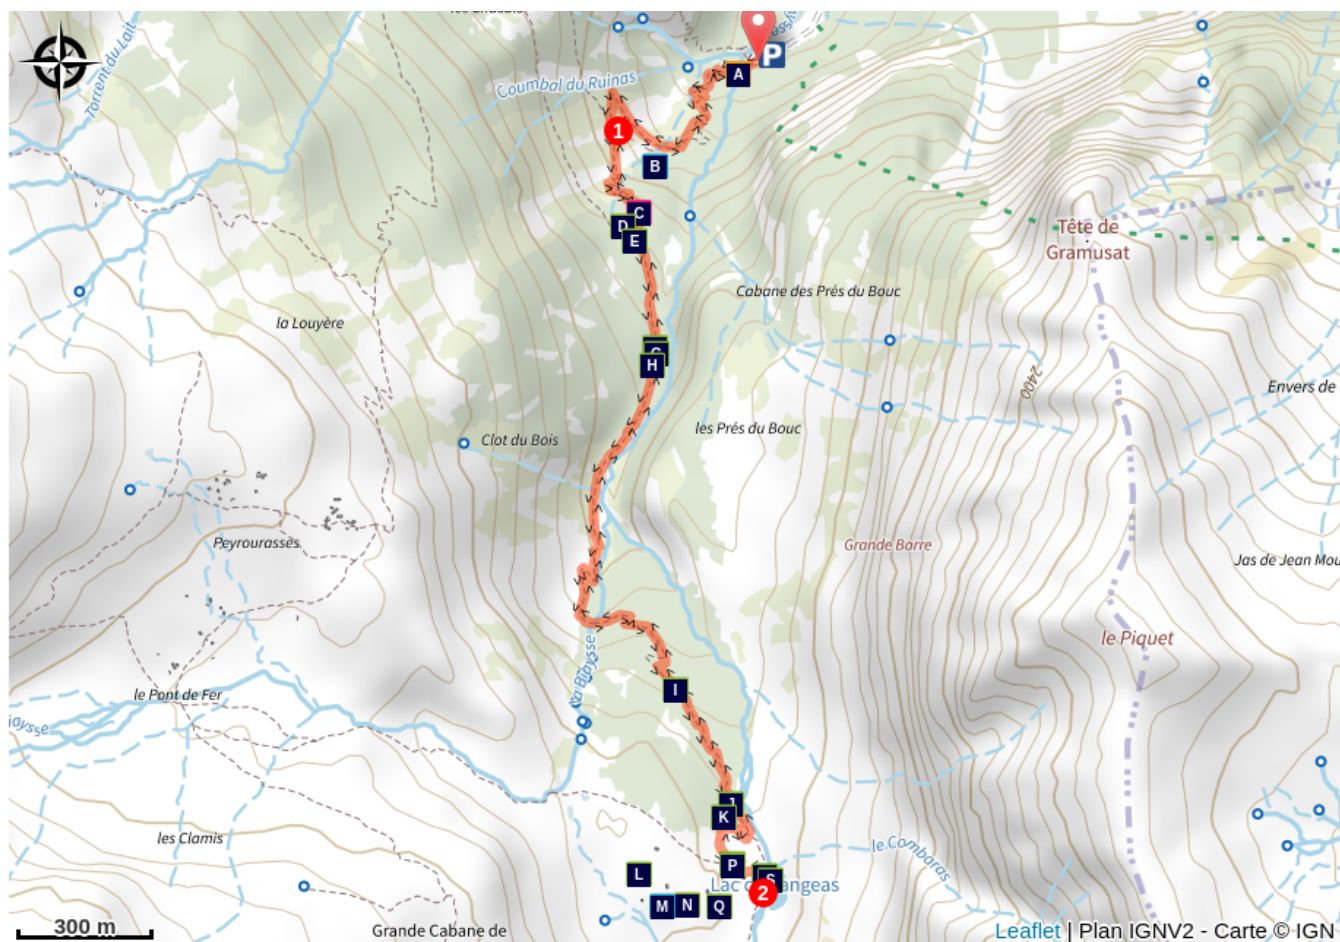 Torrent du Lait
Coumbal du Ruinas
P
A
1
B
C
D
E
Tête de
Gramusat
Cabane des Prés du Bouc
la Louyère
H
2400
Envers de
les Prés du Bouc
Clot du Bois
Peyrourasses
Grande Barre
Jas de Jean Mou
le Piquet
la Biaysse
I
le Pont de Fer
J
K
les Clamis
le Combaras
P
L
S
2
M
N
Q
300 m
Grande Cabane de
Leaflet | Plan IGNV2 - Carte © IGN